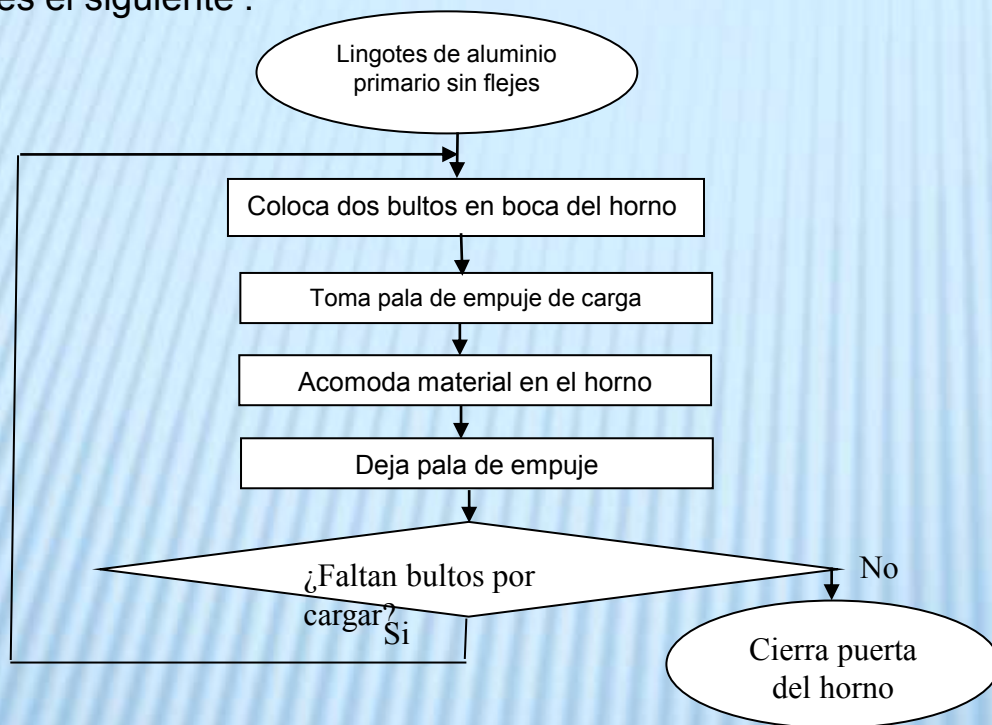 es el siguiente :
Lingotes de aluminio
primario sin flejes
Coloca dos bultos en boca del horno
Toma pala de empuje de carga
Acomoda material en el horno
Deja pala de empuje
¿Faltan bultos por
cargar?
No
Si
Cierra puerta
del horno